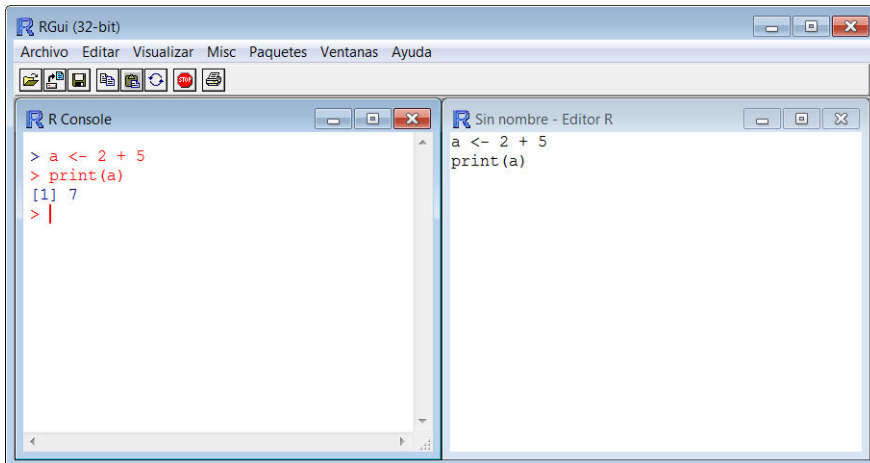 RGui (32-bit)
Archivo Editar Visualizar Misc Paquetes Ventanas Ayuda
STOP
R Console
> a <- 2 + 5
> print(a)
[1] 7
>
Sin nombre - Editor R
a <- 2 + 5
print(a)